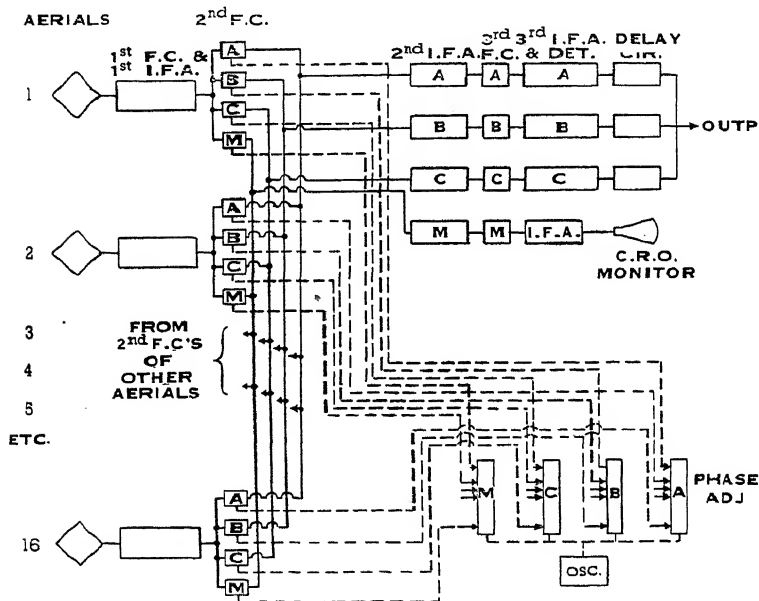 AERIALS
2nd F.C.
1st F.C. &
1st I.F.A.
2nd I.F.A.
3rd
F.C.
3rd I.F.A.
& DET.
DELAY
CIR.
1
A
B
C
M
A A A
B B B
C C C
M M I.F.A.
OUTP
C.R.O.
MONITOR
2
A
B
C
M
3
4
5
ETC.
FROM
2nd F.C'S
OF
OTHER
AERIALS
16
A
B
C
M
M C B A
PHASE
ADJ
OSC.